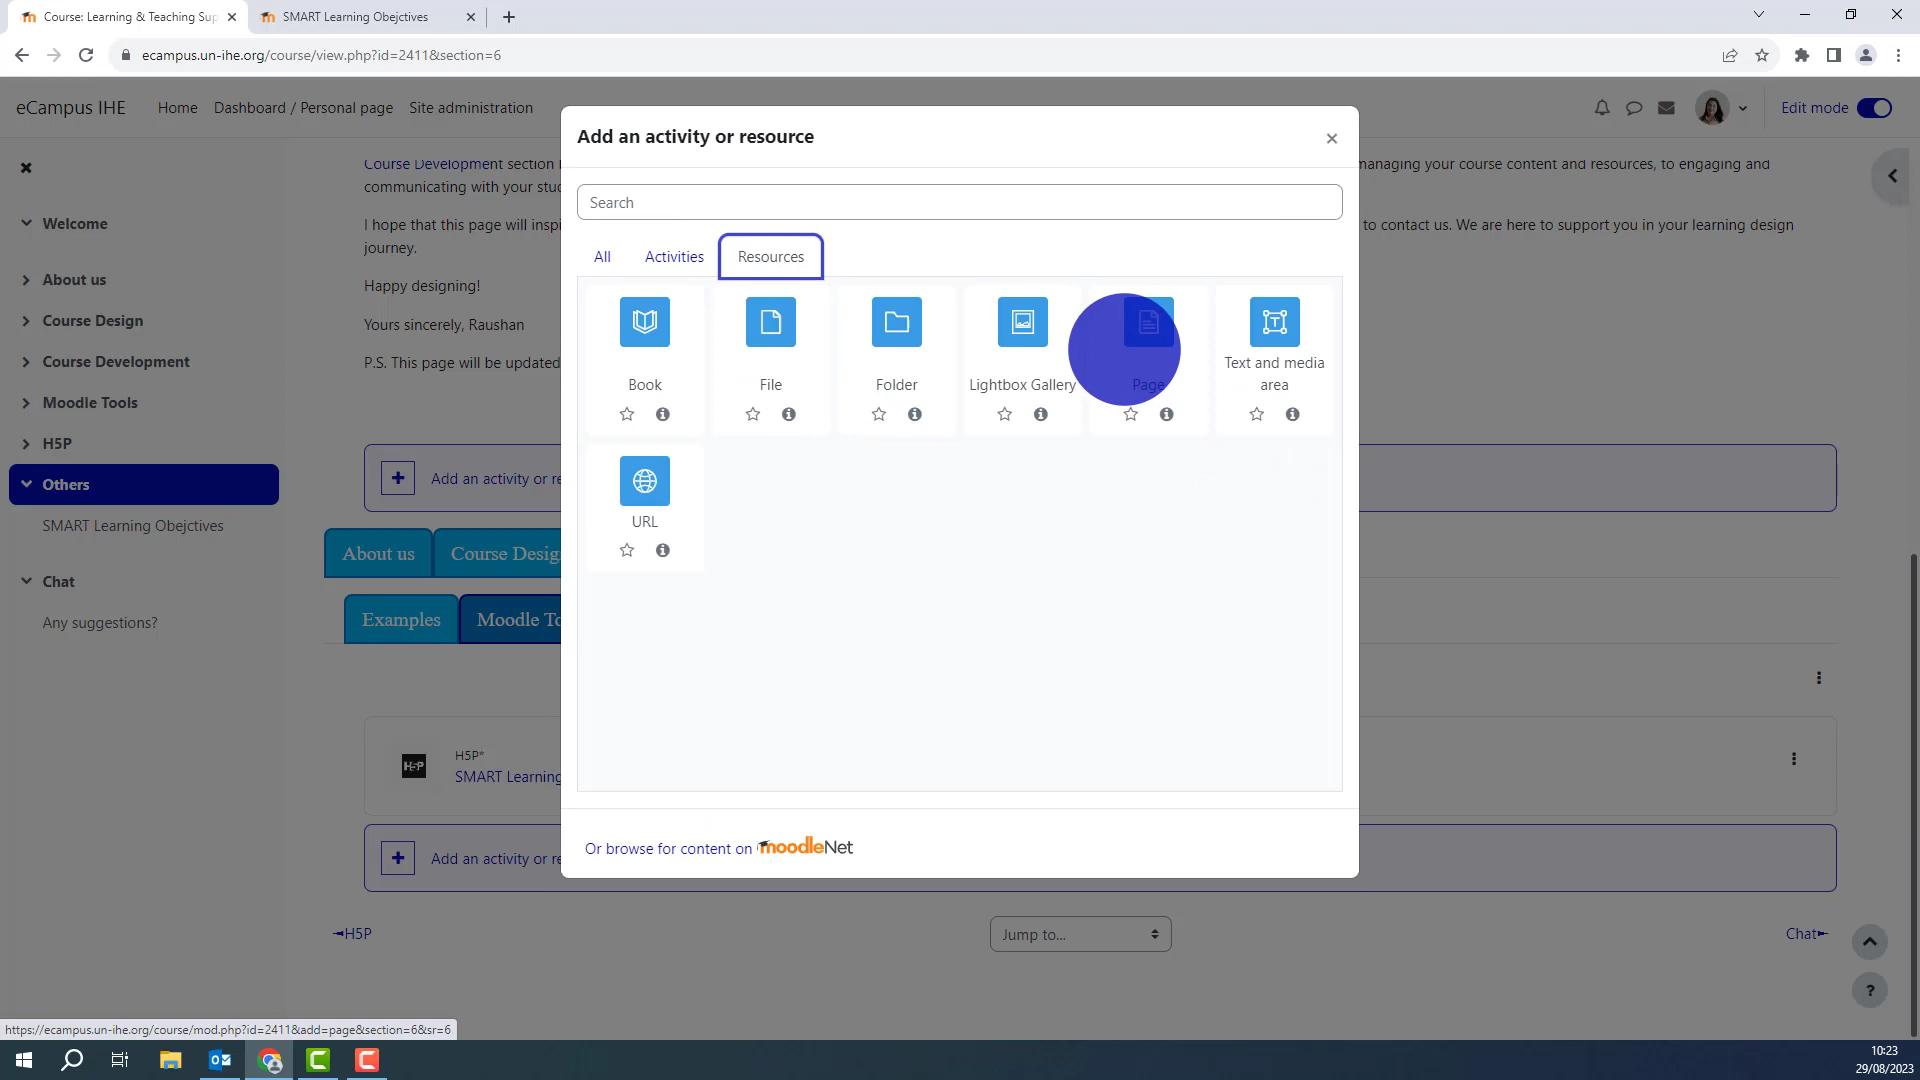 Course: Learning & Teaching Sup
SMART Learning Obejctives
ecampus.un-ihe.org/course/view.php?id=2411&section=6
eCampus IHE
Home
Dashboard / Personal page
Site administration
Edit mode
Welcome
About us
Course Design
Course Development
Moodle Tools
H5P
Others
SMART Learning Obejctives
Chat
Any suggestions?
Course Development section
managing your course content and resources, to engaging and
communicating with your stu
I hope that this page will inspi
to contact us. We are here to support you in your learning design
journey.
Happy designing!
Yours sincerely, Raushan
P.S. This page will be updated
Add an activity or re
About us
Course Desig
Examples
Moodle To
H5P
SMART Learning
Add an activity or re
H5P
Jump to...
Chat
Add an activity or resource
Search
All
Activities
Resources
Book
File
Folder
Lightbox Gallery
Page
Text and media
area
URL
Or browse for content on moodleNet
?
https://ecampus.un-ihe.org/course/mod.php?id=2411&add=page&section=6&sr=6
10:23
29/08/2023